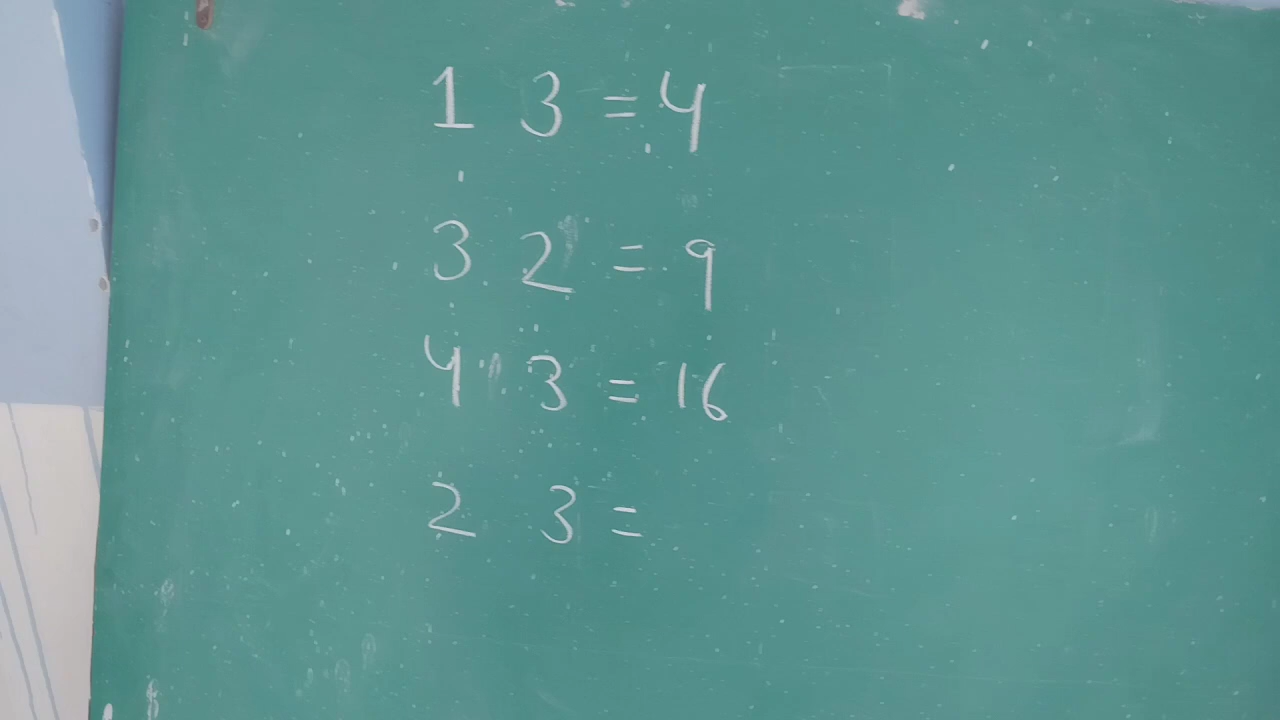 1 3 = 4
3 2 = 9
4 3 = 16
2 3 =